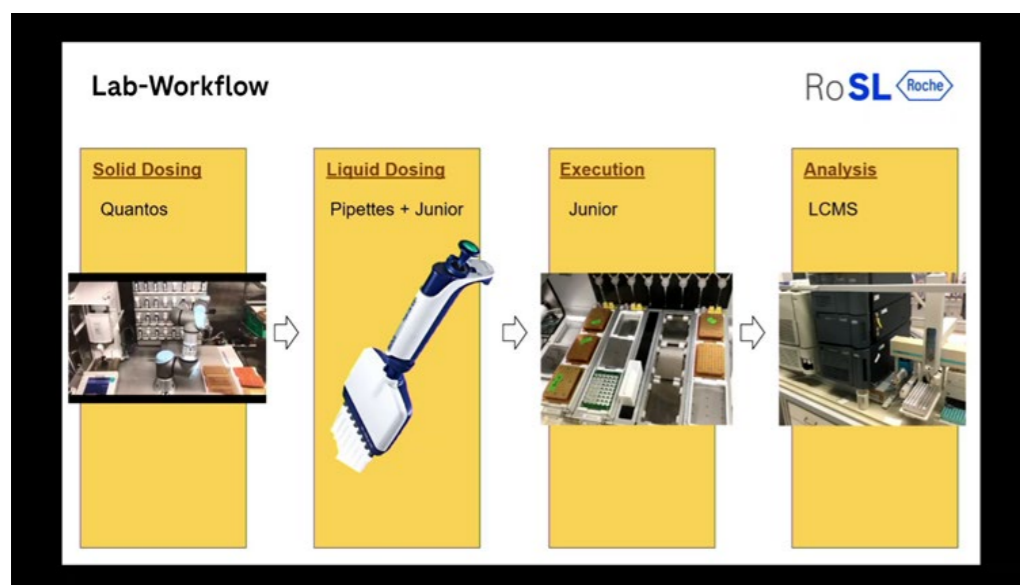 Lab-Workflow
RoSL Roche
Solid Dosing
Quantos
Liquid Dosing
Pipettes + Junior
Execution
Junior
Analysis
LCMS